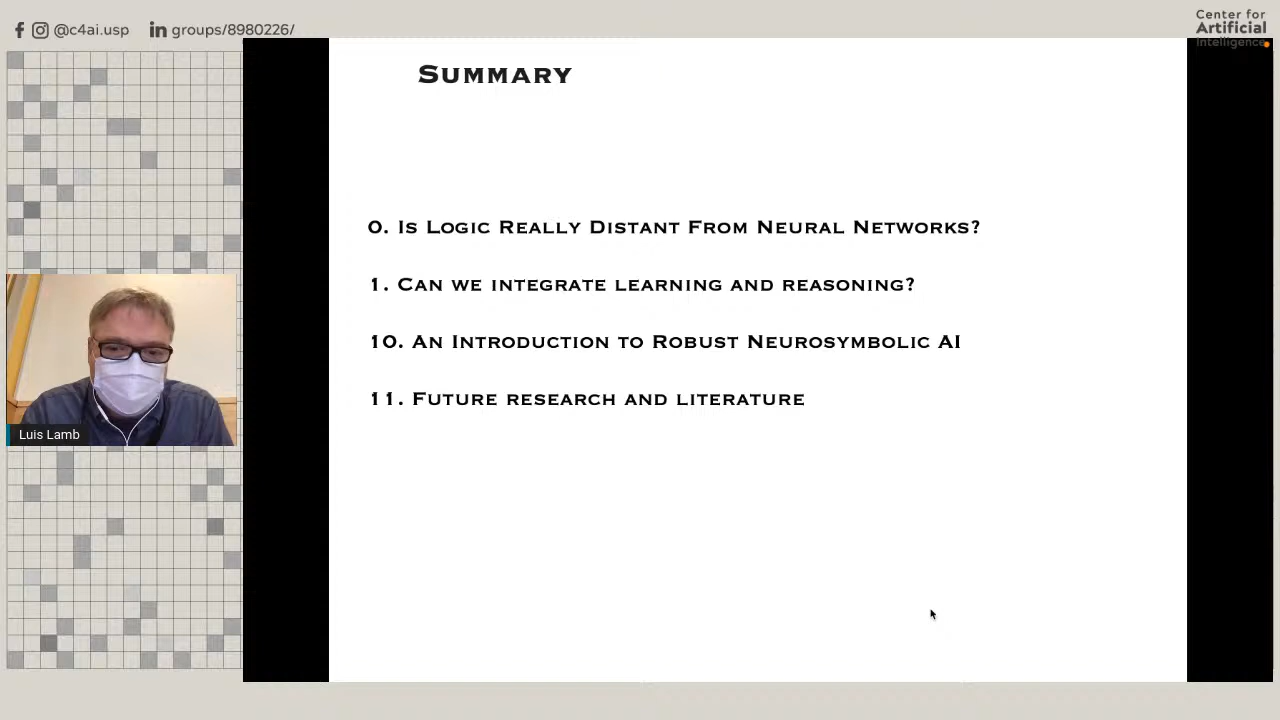 @c4ai.usp in groups/8980226/
Center for
Artificial
Intelligence
Summary
0. Is Logic Really Distant From Neural Networks?
1. Can we integrate learning and reasoning?
10. An Introduction to Robust Neurosymbolic AI
11. Future research and literature
Luis Lamb